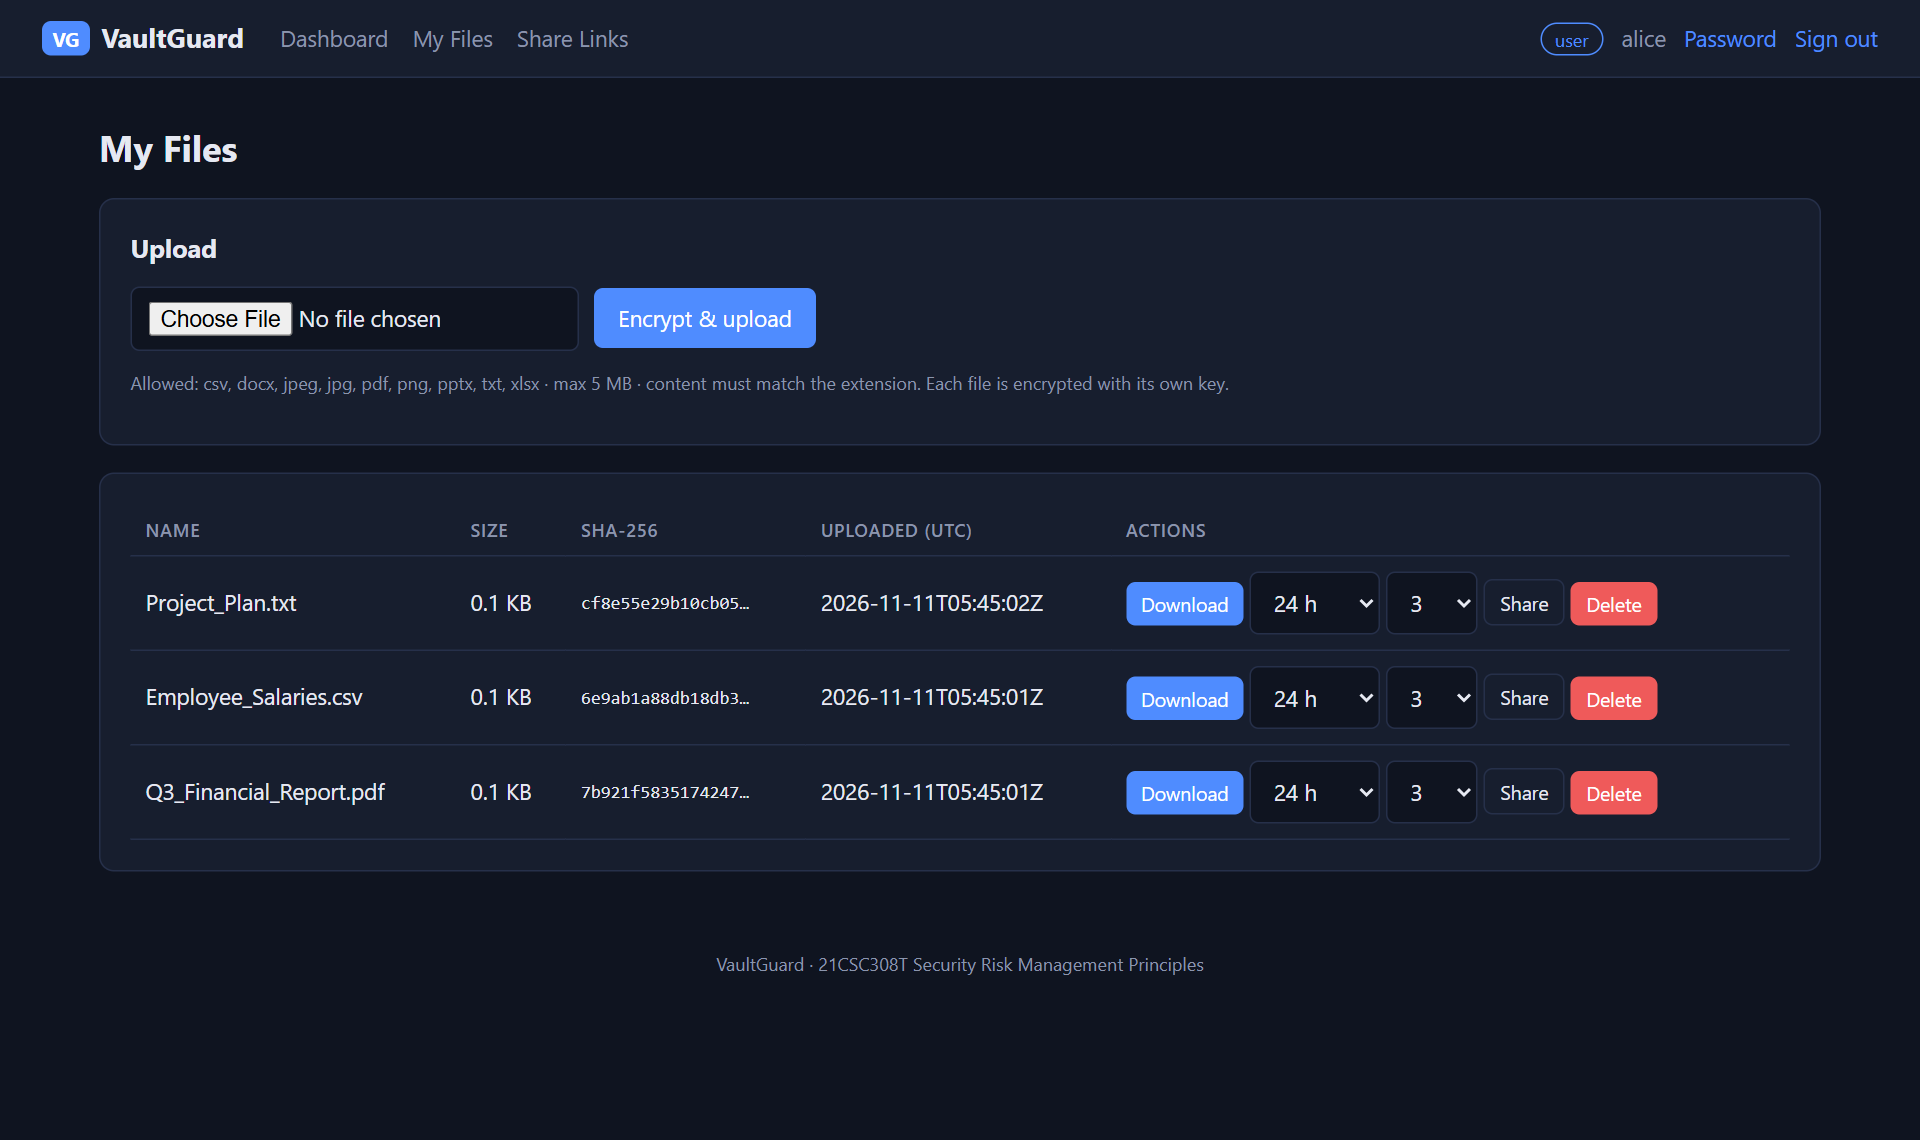 VG VaultGuard Dashboard My Files Share Links user alice Password Sign out
My Files
Upload
Choose File No file chosen Encrypt & upload
Allowed: csv, docx, jpeg, jpg, pdf, png, pptx, txt, xlsx · max 5 MB · content must match the extension. Each file is encrypted with its own key.
NAME SIZE SHA-256 UPLOADED (UTC) ACTIONS
Project_Plan.txt 0.1 KB cf8e55e29b10cb05… 2026-11-11T05:45:02Z Download 24 h 3 Share Delete
Employee_Salaries.csv 0.1 KB 6e9ab1a88db18db3… 2026-11-11T05:45:01Z Download 24 h 3 Share Delete
Q3_Financial_Report.pdf 0.1 KB 7b921f5835174247… 2026-11-11T05:45:01Z Download 24 h 3 Share Delete
VaultGuard · 21CSC308T Security Risk Management Principles